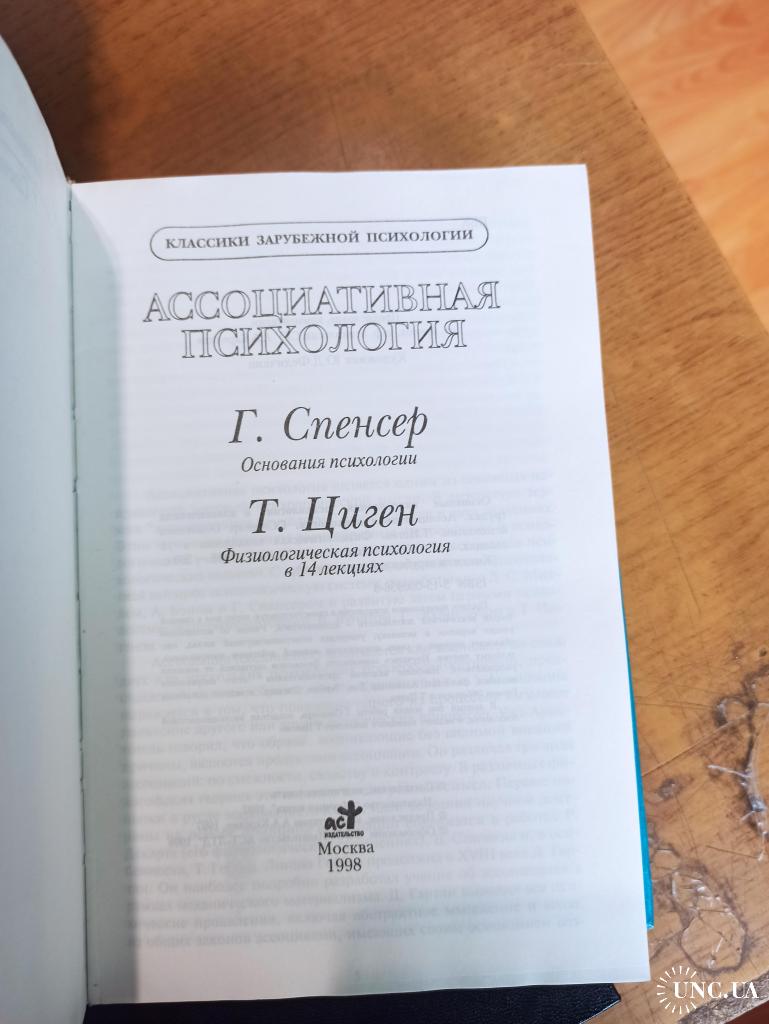 КЛАССИКИ ЗАРУБЕЖНОЙ ПСИХОЛОГИИ
АССОЦИАТИВНАЯ
ПСИХОЛОГИЯ
Г. Спенсер
Основания психологии
Т. Циген
Физиологическая психология
в 14 лекциях
аст
ИЗДАТЕЛЬСТВО
Москва
1998
UNC.UA